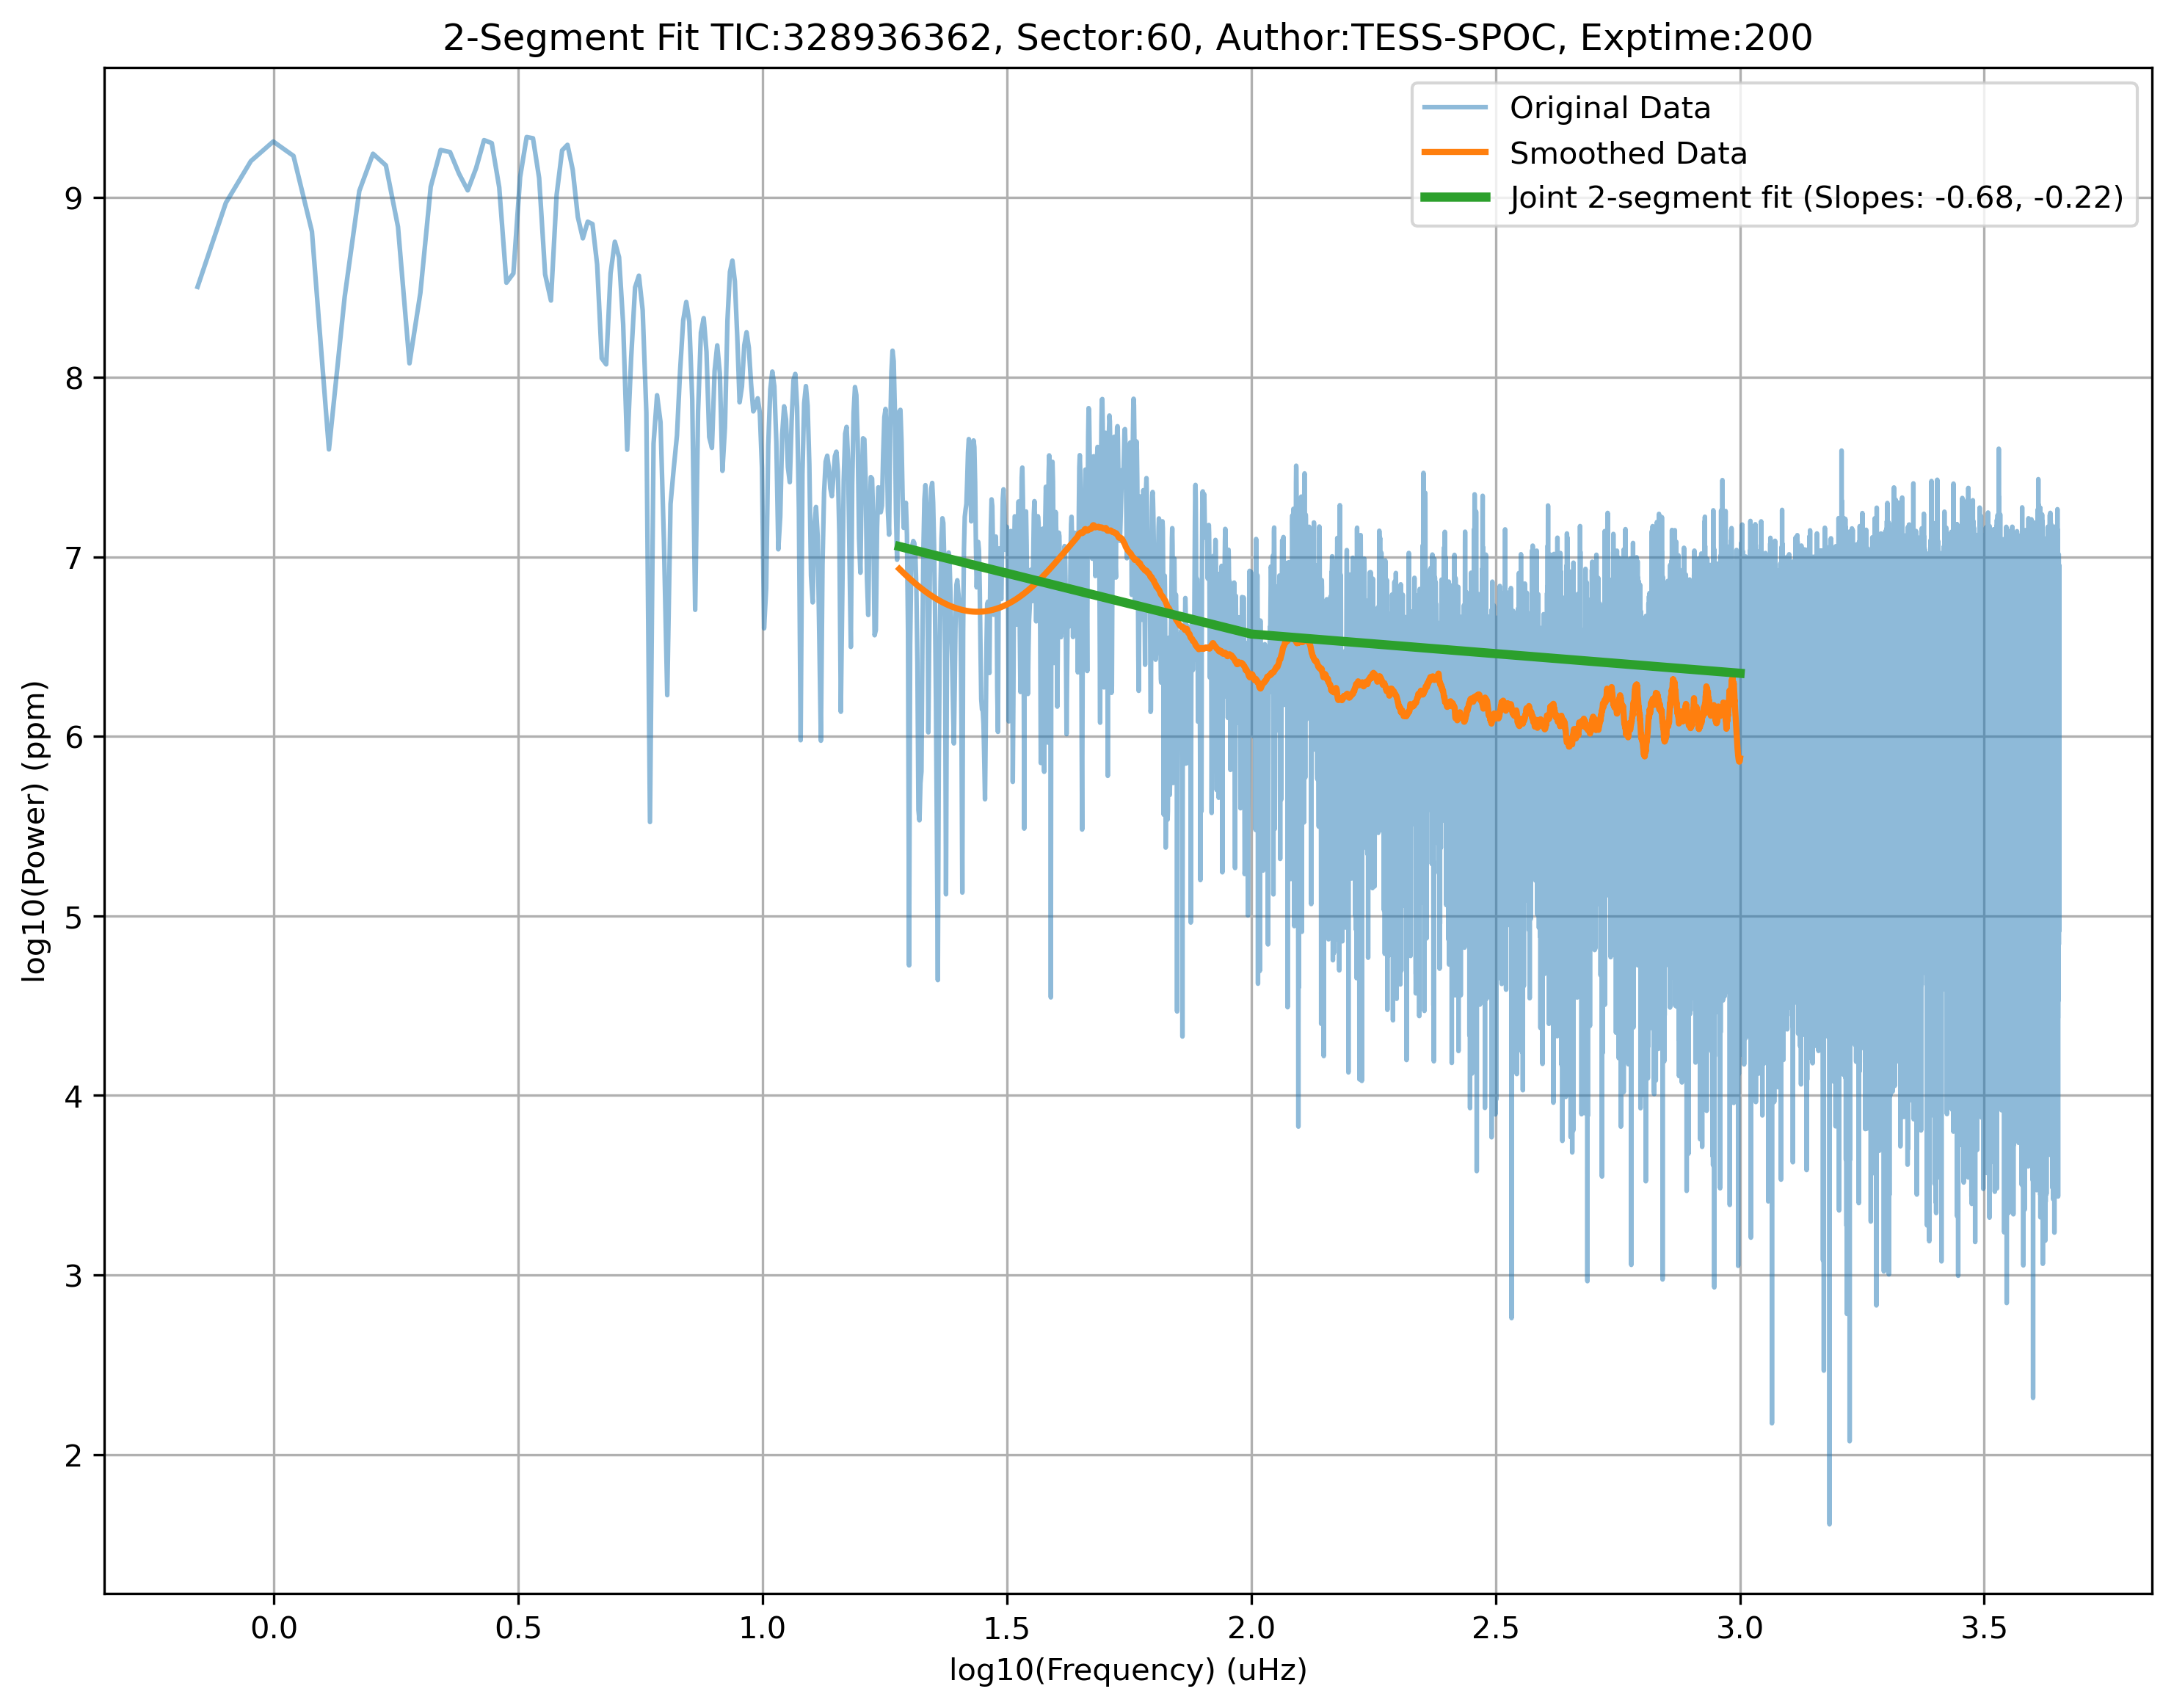 2-Segment Fit TIC:328936362, Sector:60, Author:TESS-SPOC, Exptime:200
Original Data
Smoothed Data
Joint 2-segment fit (Slopes: -0.68, -0.22)
log10(Power) (ppm)
9
8
7
6
5
4
3
2
0.0 0.5 1.0 1.5 2.0 2.5 3.0 3.5
log10(Frequency) (uHz)